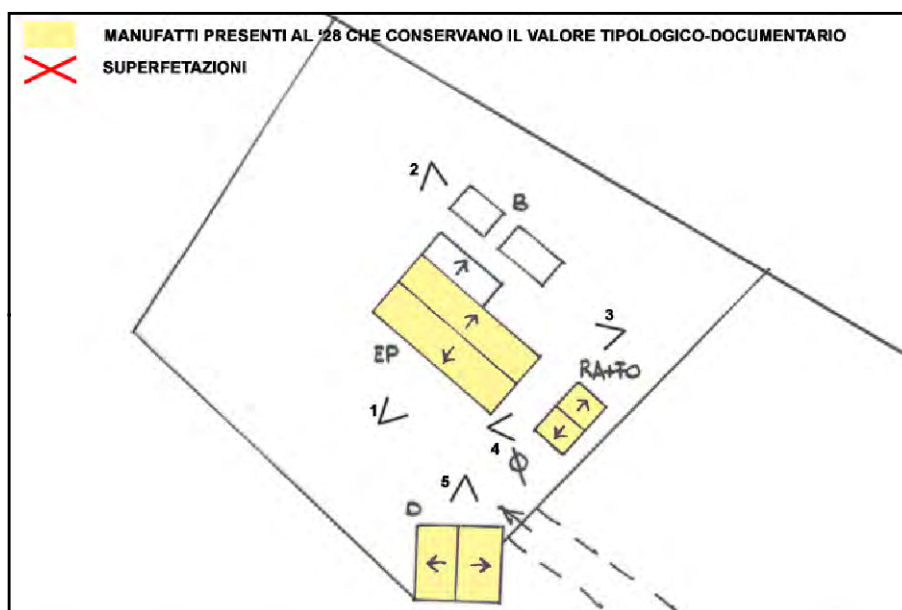 MANUFATTI PRESENTI AL '28 CHE CONSERVANO IL VALORE TIPOLOGICO-DOCUMENTARIO
SUPERFETAZIONI
2
B
3
EP
RA+TO
1
4
5
D